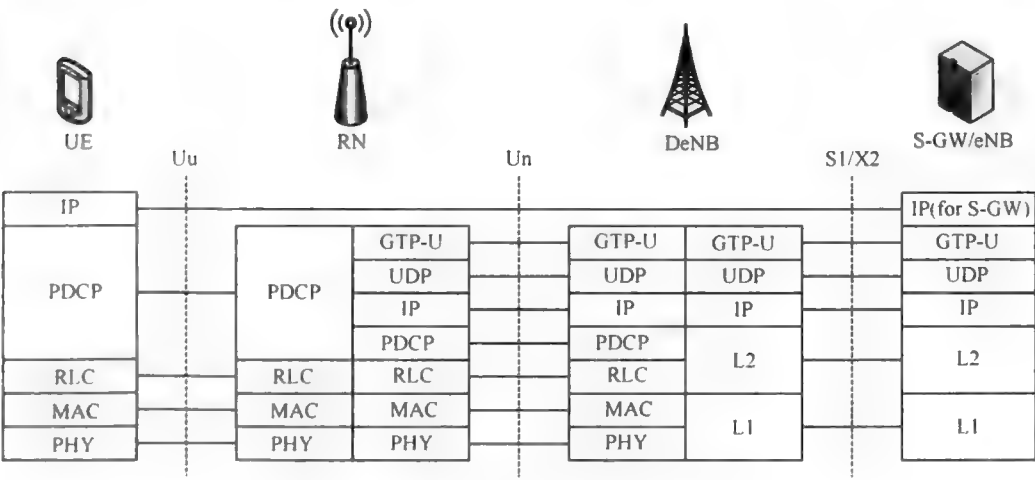 UE
RN
DeNB
S-GW/eNB
Uu
Un
S1/X2
IP
IP(for S-GW)
GTP-U
GTP-U
GTP-U
GTP-U
PDCP
PDCP
UDP
UDP
UDP
UDP
IP
IP
IP
IP
PDCP
PDCP
L2
L2
RLC
RLC
RLC
RLC
MAC
MAC
MAC
MAC
L1
L1
PHY
PHY
PHY
PHY